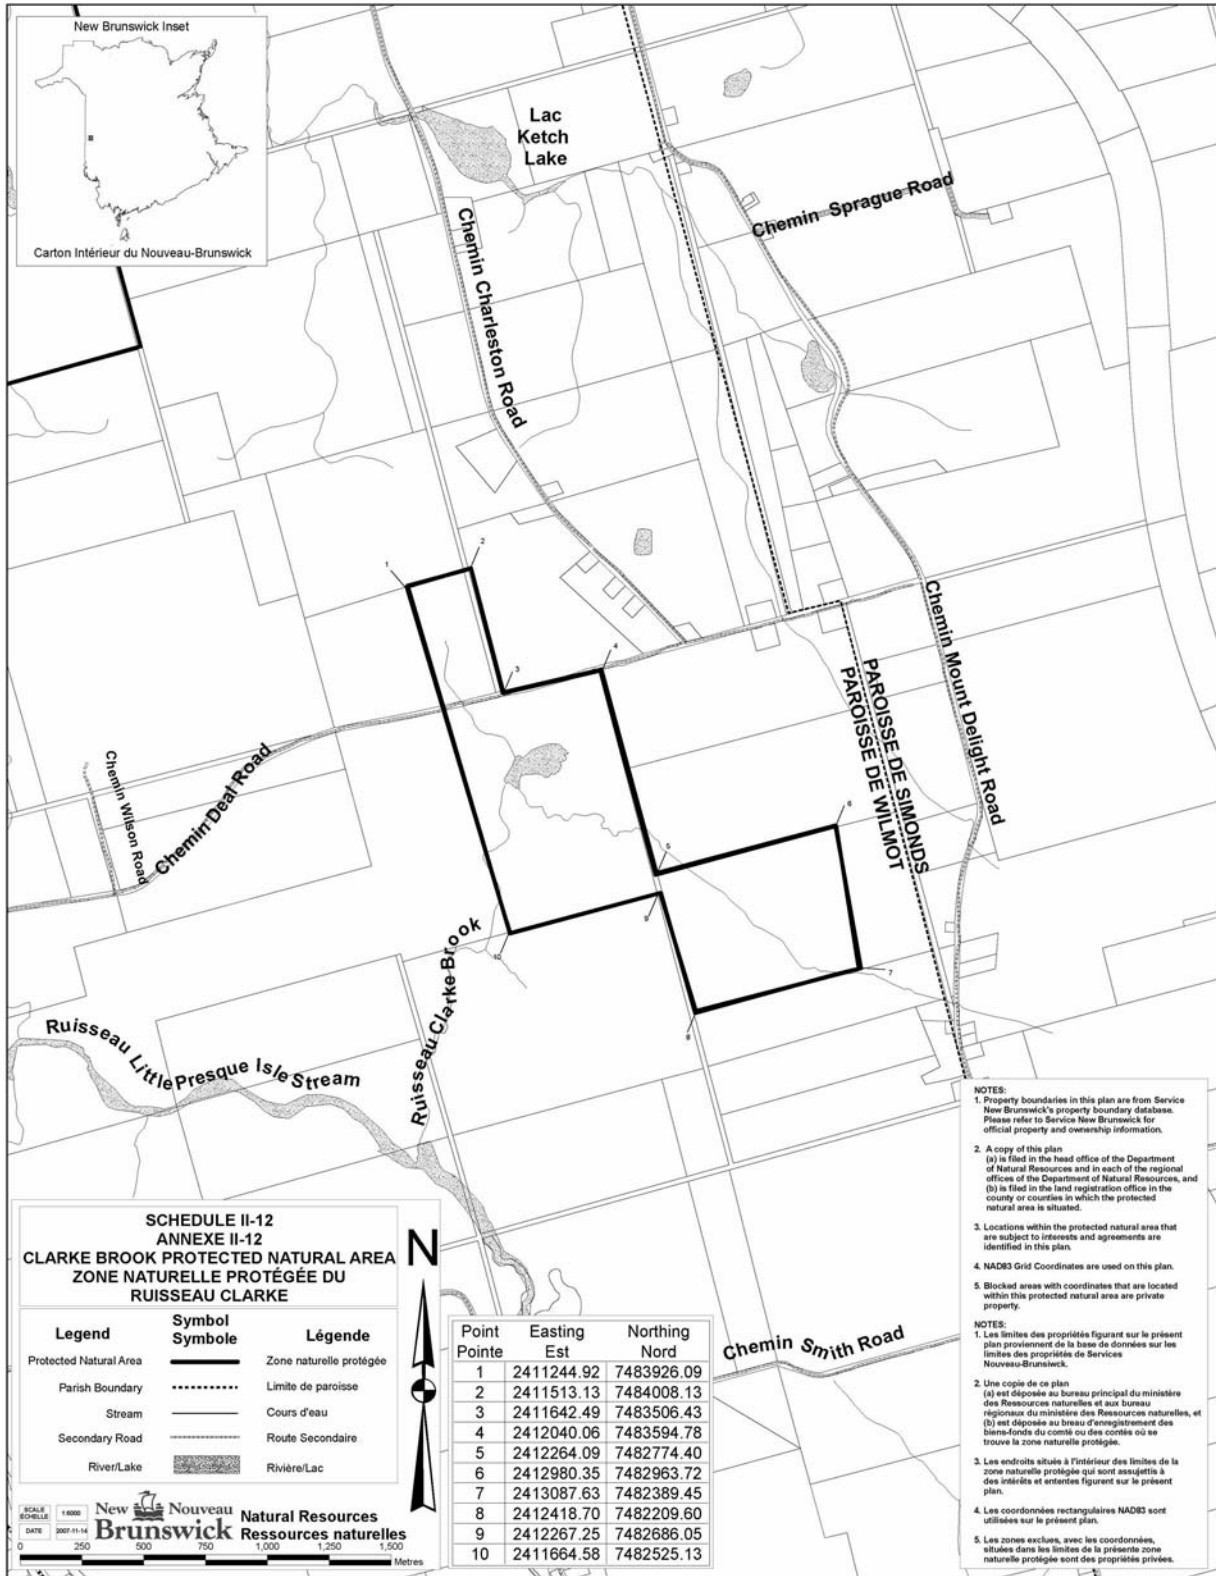 New Brunswick Inset
Carton Intérieur du Nouveau-Brunswick
Lac
Ketch
Lake
Chemin Sprague Road
Chemin Charleston Road
1
2
3
4
Chemin Mount Delight Road
PAROISSE DE SIMONDS
PAROISSE DE WILMOT
Chemin Wilson Road
Chemin Deal Road
5
6
7
8
9
10
Ruisseau Clarke Brook
Ruisseau Little Presque Isle Stream
Chemin Smith Road
SCHEDULE II-12
ANNEXE II-12
CLARKE BROOK PROTECTED NATURAL AREA
ZONE NATURELLE PROTÉGÉE DU
RUISSEAU CLARKE
Legend Symbol Symbole Légende
Protected Natural Area Zone naturelle protégée
Parish Boundary Limite de paroisse
Stream Cours d'eau
Secondary Road Route Secondaire
River/Lake Rivière/Lac
N
SCALE ÉCHELLE 1:6000
DATE 2007-11-14
New Nouveau
Brunswick
Natural Resources
Ressources naturelles
0 250 500 750 1,000 1,250 1,500
Metres
Point Easting Northing
Pointe Est Nord
1 2411244.92 7483926.09
2 2411513.13 7484008.13
3 2411642.49 7483506.43
4 2412040.06 7483594.78
5 2412264.09 7482774.40
6 2412980.35 7482963.72
7 2413087.63 7482389.45
8 2412418.70 7482209.60
9 2412267.25 7482686.05
10 2411664.58 7482525.13
NOTES:
1. Property boundaries in this plan are from Service
New Brunswick's property boundary database.
Please refer to Service New Brunswick for
official property and ownership information.
2. A copy of this plan
(a) is filed in the head office of the Department
of Natural Resources and in each of the regional
offices of the Department of Natural Resources, and
(b) is filed in the land registration office in the
county or counties in which the protected
natural area is situated.
3. Locations within the protected natural area that
are subject to interests and agreements are
identified in this plan.
4. NAD83 Grid Coordinates are used on this plan.
5. Blocked areas with coordinates that are located
within this protected natural area are private
property.
NOTES:
1. Les limites des propriétés figurant sur le présent
plan proviennent de la base de données sur les
limites des propriétés de Services
Nouveau-Brunsiwck.
2. Une copie de ce plan
(a) est déposée au bureau principal du ministère
des Ressources naturelles et aux bureau
régionaux du ministère des Ressources naturelles, et
(b) est déposée au breau d'enregistrement des
biens-fonds du comté ou des contés où se
trouve la zone naturelle protégée.
3. Les endroits situés à l'intérieur des limites de la
zone naturelle protégée qui sont assujettis à
des intérêts et ententes figurent sur le présent
plan.
4. Les coordonnées rectangulaires NAD83 sont
utilisées sur le présent plan.
5. Les zones exclues, avec les coordonnées,
situées dans les limites de la présente zone
naturelle protégée sont des propriétés privées.